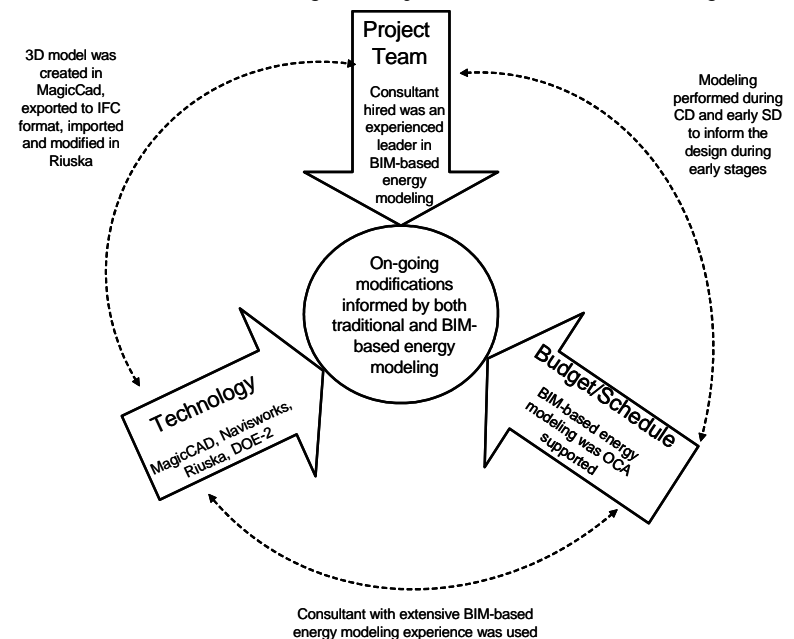 Project
Team
Consultant
hired was an
experienced
leader in
BIM-based
energy
modeling
3D model was
created in
MagicCad,
exported to IFC
format, imported
and modified in
Riuska
Modeling
performed during
CD and early SD
to inform the
design during
early stages
On-going
modifications
informed by both
traditional and BIM-
based energy
modeling
Technology
MagicCAD, Navisworks,
Riuska, DOE-2
Budget/Schedule
BIM-based energy
modeling was OCA
supported
Consultant with extensive BIM-based
energy modeling experience was used